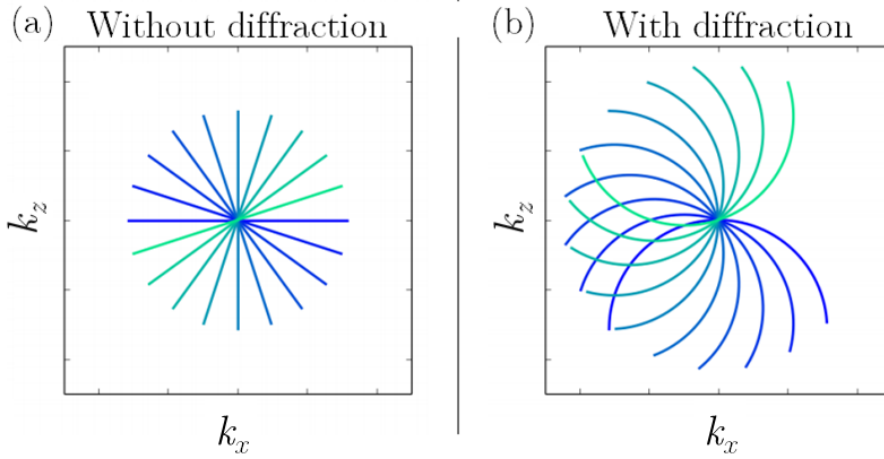 (a) Without diffraction
(b) With diffraction
k_z
k_z
k_x
k_x